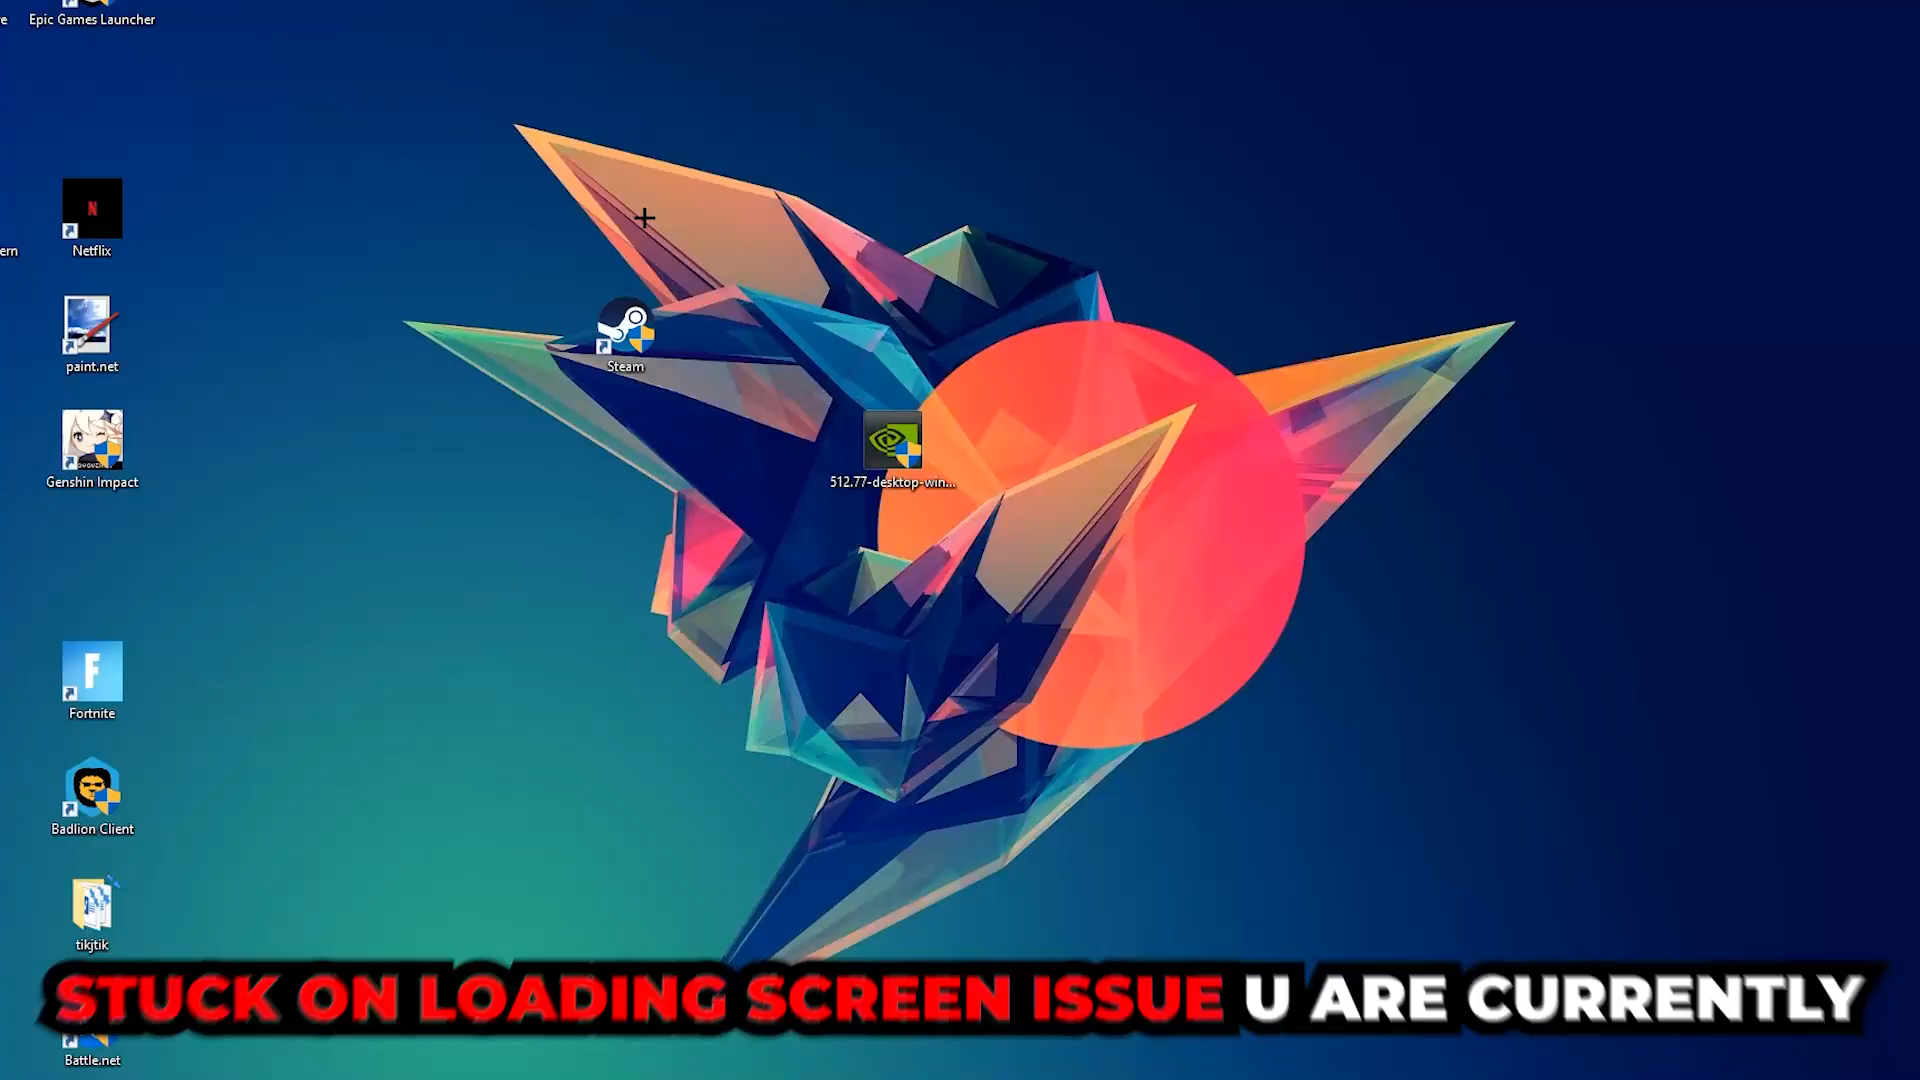 Epic Games Launcher
Netflix
ern
paint.net
Steam
Genshin Impact
512.77-desktop-win...
Fortnite
Badlion Client
tikjtik
STUCK ON LOADING SCREEN ISSUE U ARE CURRENTLY
Battle.net